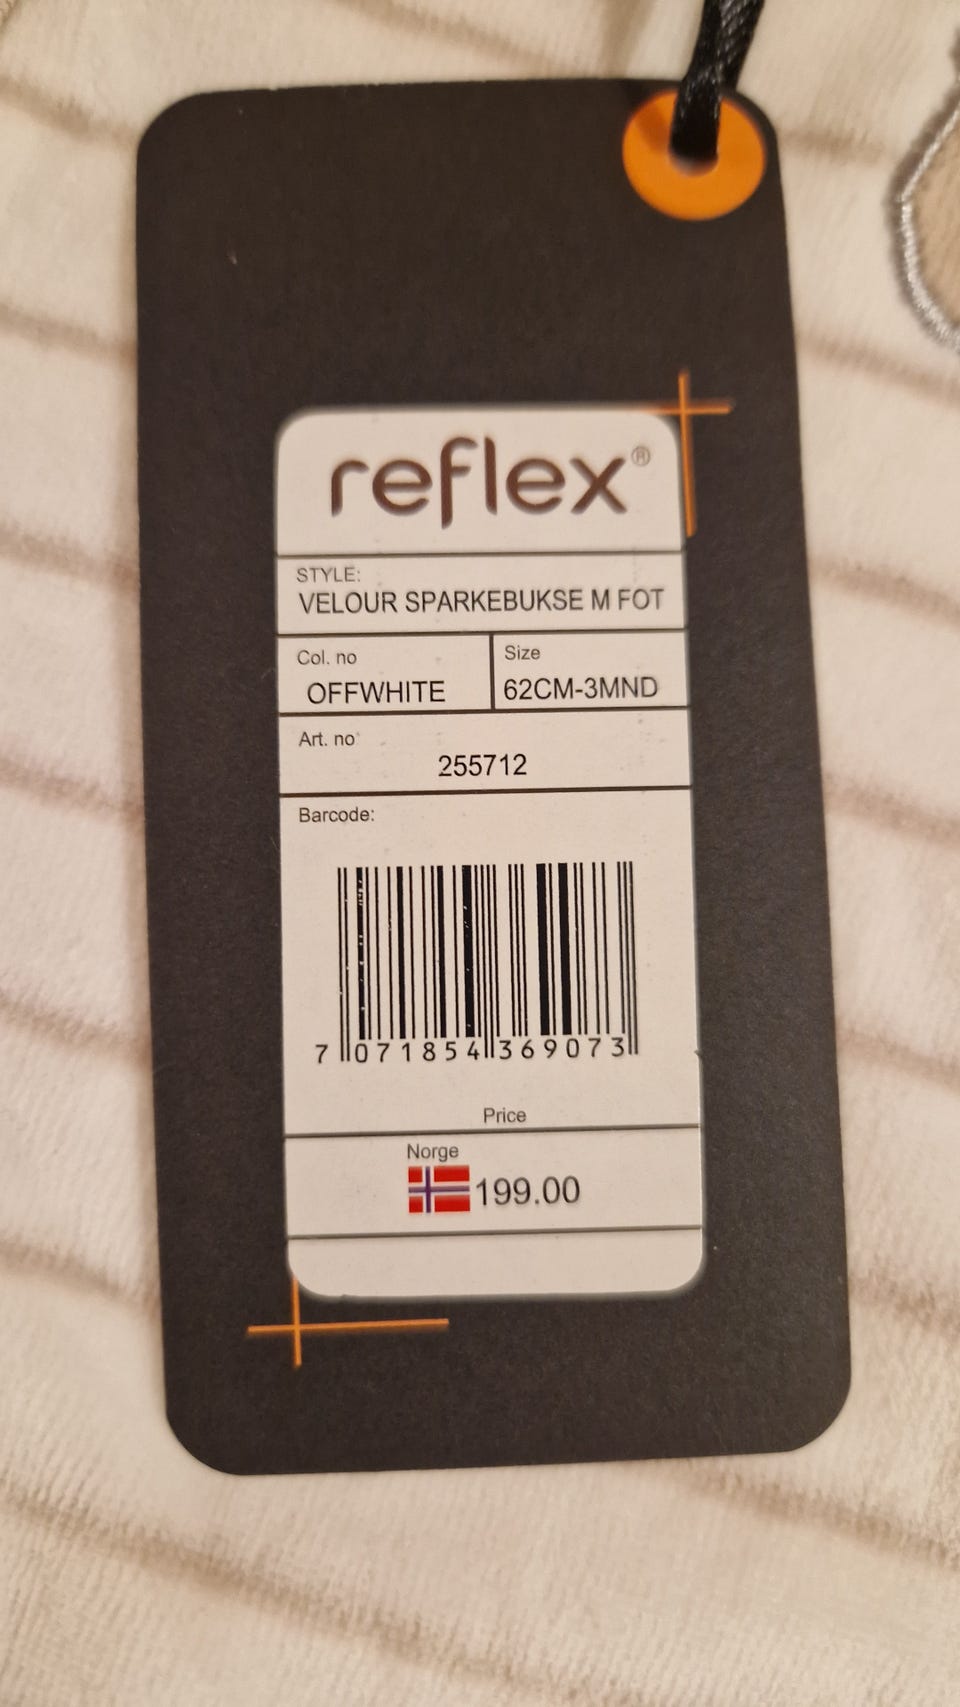 reflex®
STYLE:
VELOUR SPARKEBUKSE M FOT
Col. no
OFFWHITE
Size
62CM-3MND
Art. no
255712
Barcode:
7 071854 369073
Price
Norge
199.00